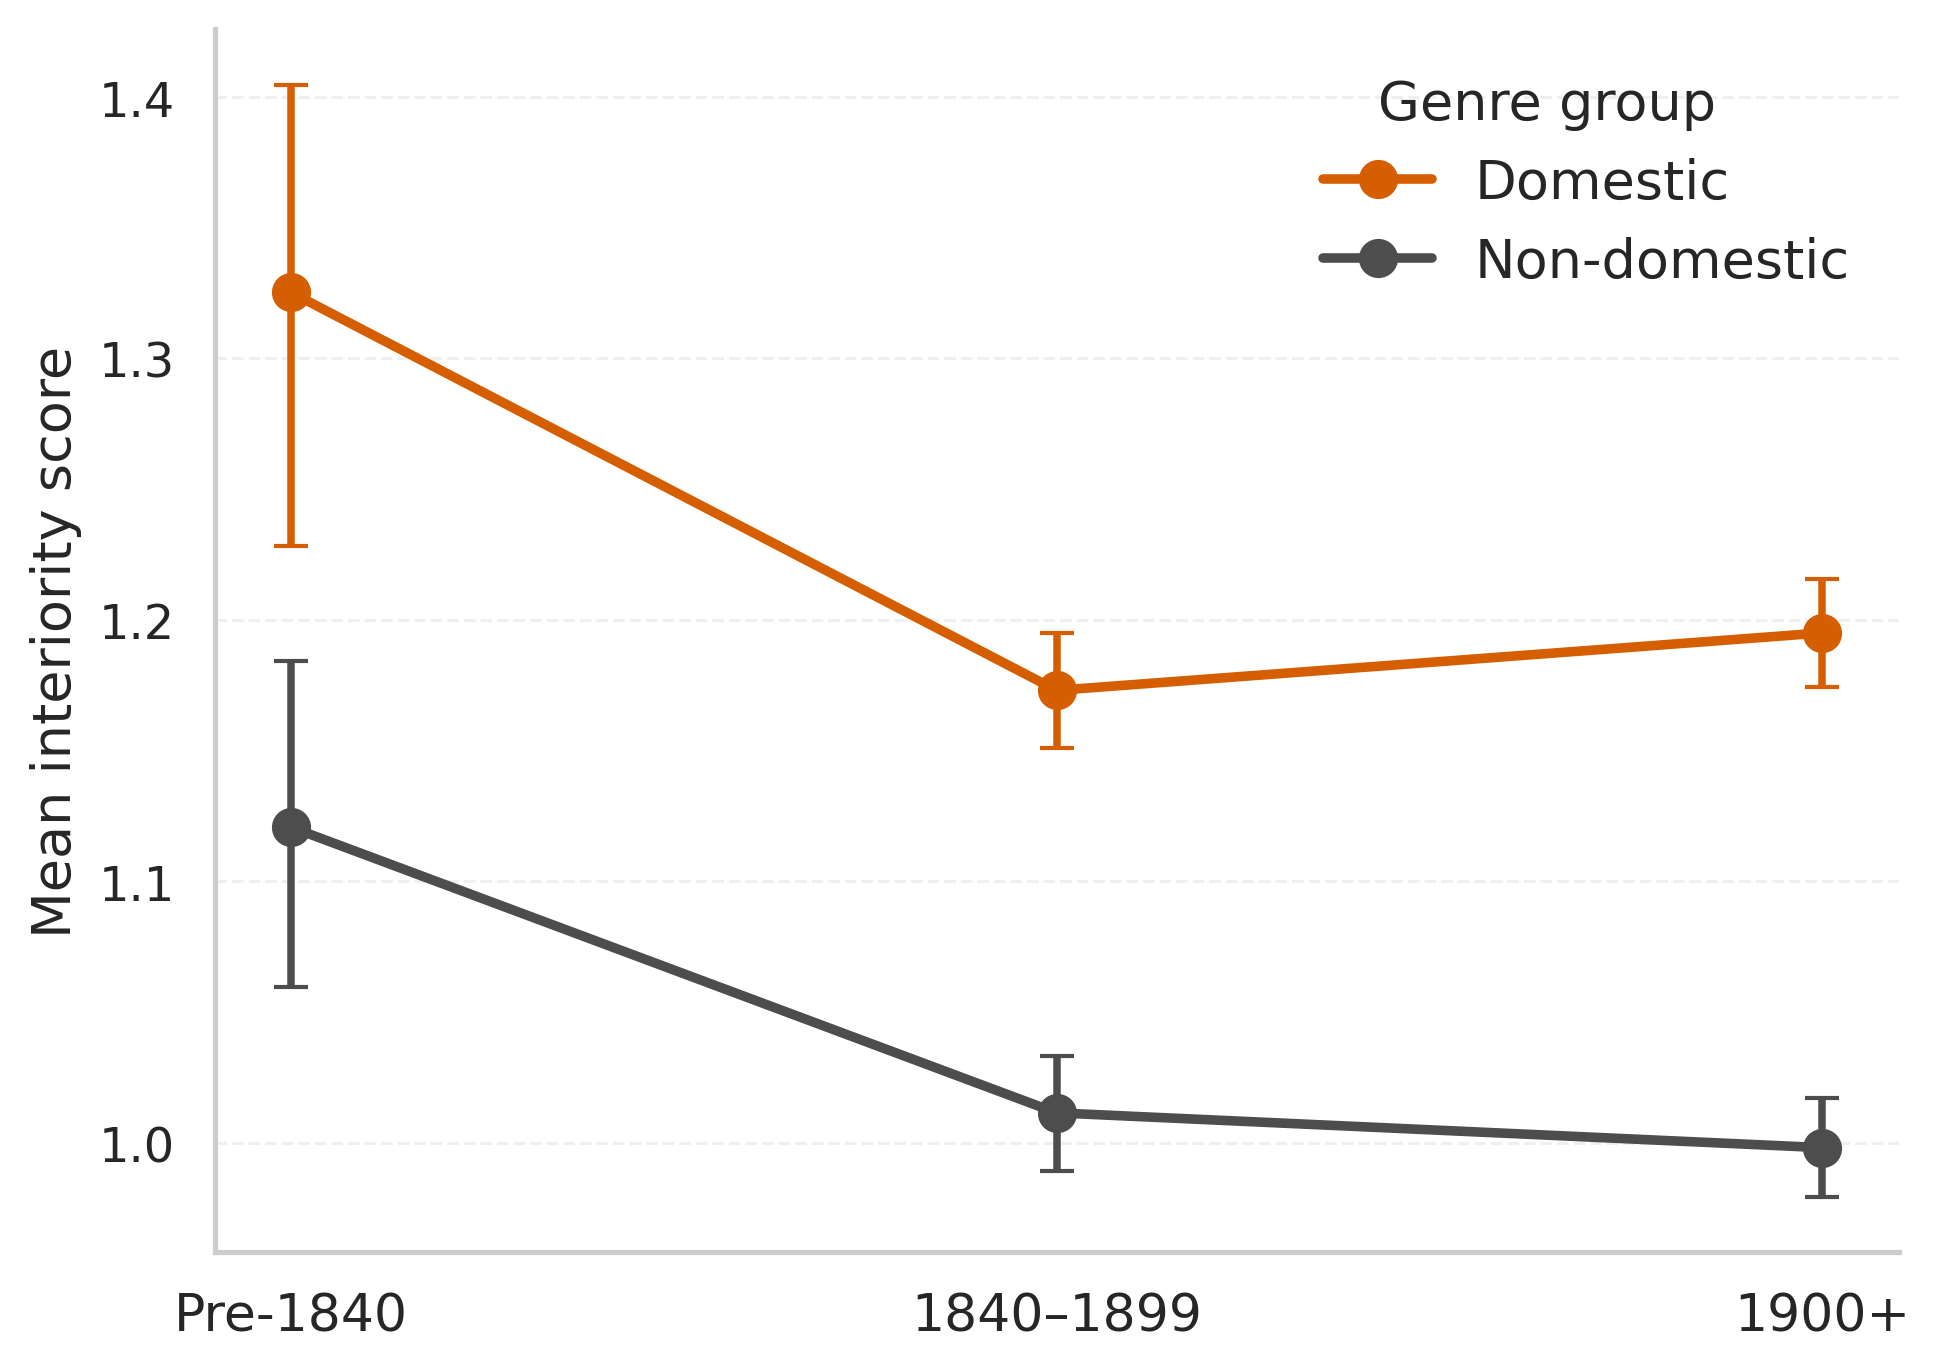 Genre group
Domestic
Non-domestic
Mean interiority score
1.4
1.3
1.2
1.1
1.0
Pre-1840
1840–1899
1900+